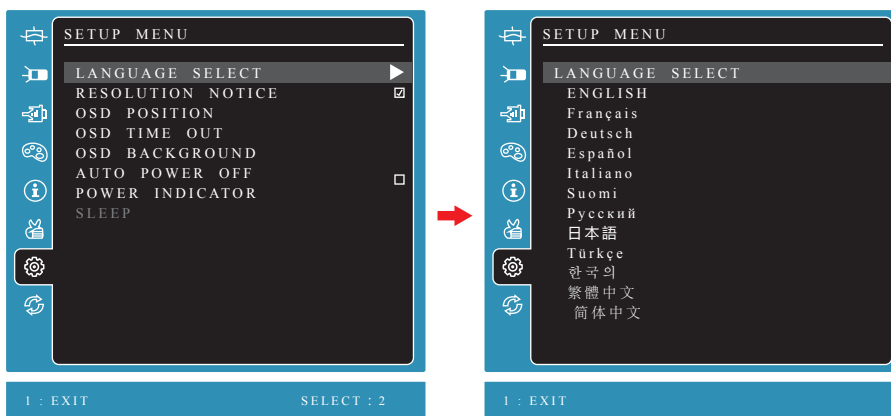 SETUP MENU
LANGUAGE SELECT
RESOLUTION NOTICE
OSD POSITION
OSD TIME OUT
OSD BACKGROUND
AUTO POWER OFF
POWER INDICATOR
SLEEP
1 : EXIT SELECT : 2
SETUP MENU
LANGUAGE SELECT
ENGLISH
Français
Deutsch
Español
Italiano
Suomi
Русский
日本語
Türkçe
한국의
繁體中文
简体中文
1 : EXIT